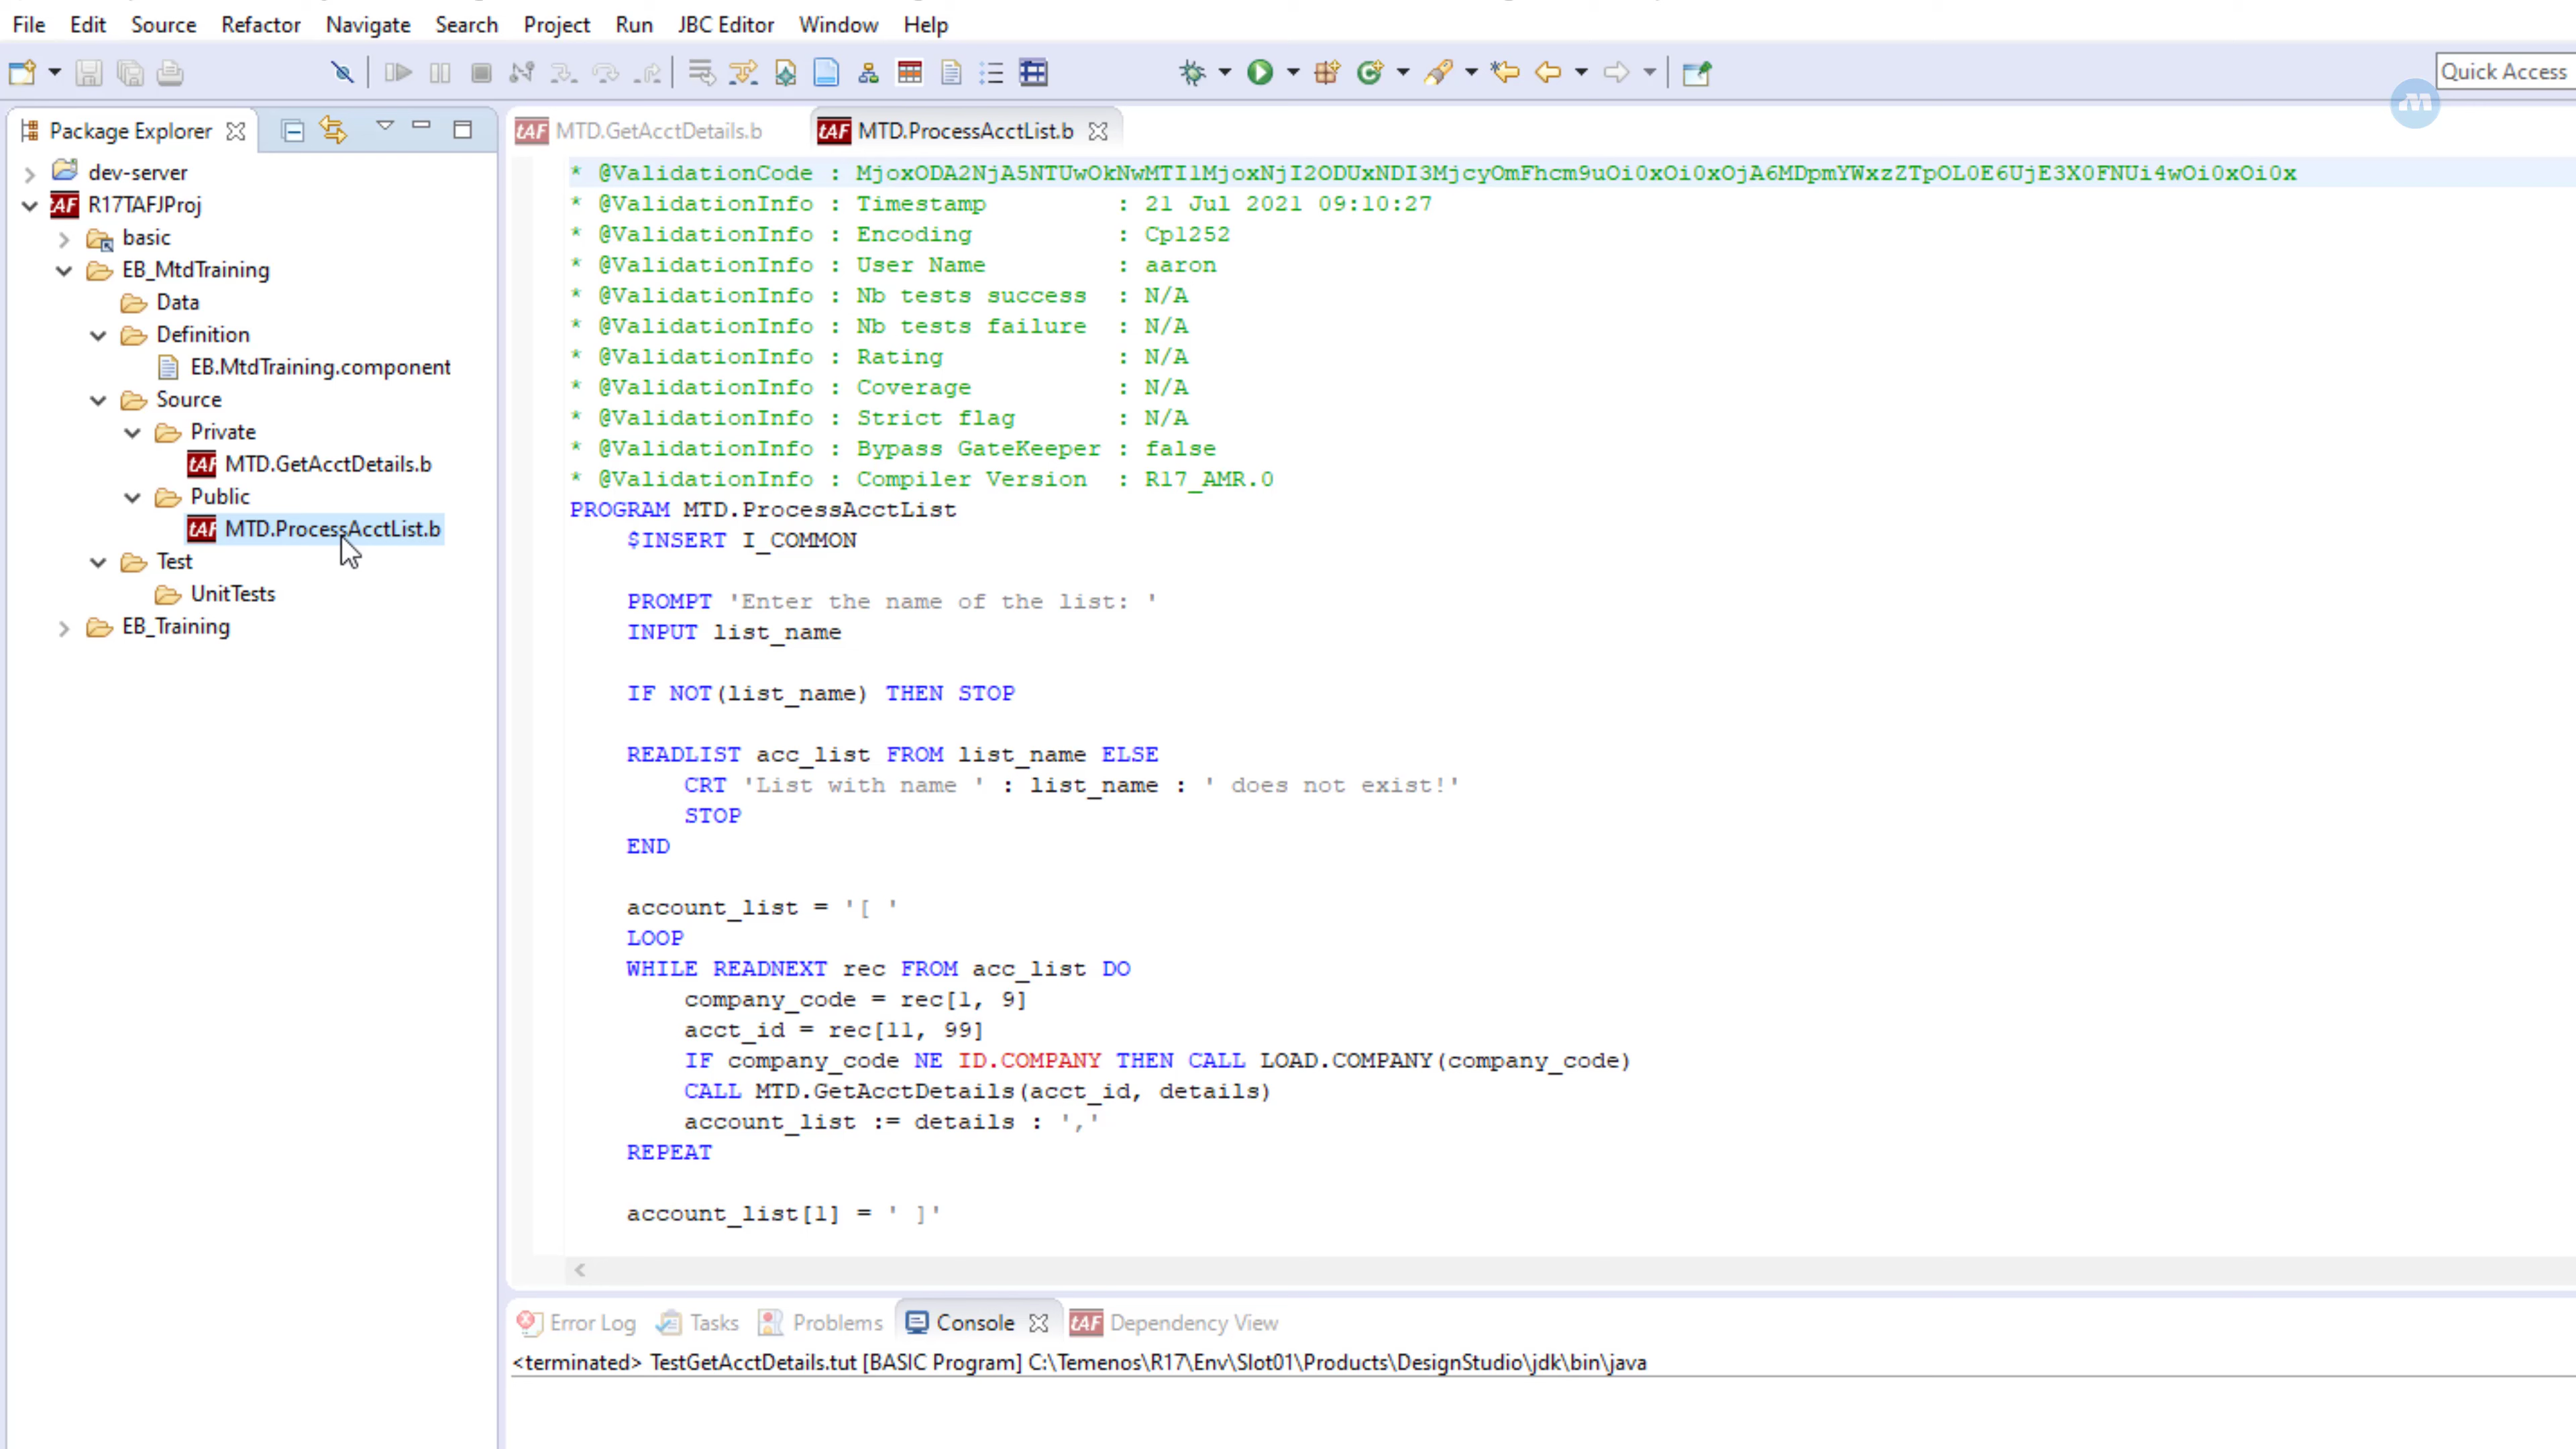 File Edit Source Refactor Navigate Search Project Run JBC Editor Window Help
Quick Access
Package Explorer
dev-server
R17TAFJProj
basic
EB_MtdTraining
Data
Definition
EB.MtdTraining.component
Source
Private
MTD.GetAcctDetails.b
Public
MTD.ProcessAcctList.b
Test
UnitTests
EB_Training
MTD.GetAcctDetails.b MTD.ProcessAcctList.b
* @ValidationCode : MjoxODA2NjA5NTUwOkNwMTI1MjoxNjI2ODUxNDI3MjcyOmFhcm9uOi0xOi0xOjA6MDpmYWxzZTpOL0E6UjE3X0FNUi4wOi0xOi0x
* @ValidationInfo : Timestamp : 21 Jul 2021 09:10:27
* @ValidationInfo : Encoding : Cp1252
* @ValidationInfo : User Name : aaron
* @ValidationInfo : Nb tests success : N/A
* @ValidationInfo : Nb tests failure : N/A
* @ValidationInfo : Rating : N/A
* @ValidationInfo : Coverage : N/A
* @ValidationInfo : Strict flag : N/A
* @ValidationInfo : Bypass GateKeeper : false
* @ValidationInfo : Compiler Version : R17_AMR.0
PROGRAM MTD.ProcessAcctList
$INSERT I_COMMON
PROMPT 'Enter the name of the list: '
INPUT list_name
IF NOT(list_name) THEN STOP
READLIST acc_list FROM list_name ELSE
CRT 'List with name ' : list_name : ' does not exist!'
STOP
END
account_list = '[ '
LOOP
WHILE READNEXT rec FROM acc_list DO
company_code = rec[1, 9]
acct_id = rec[11, 99]
IF company_code NE ID.COMPANY THEN CALL LOAD.COMPANY(company_code)
CALL MTD.GetAcctDetails(acct_id, details)
account_list := details : ','
REPEAT
account_list[1] = ' ]'
Error Log Tasks Problems Console tAF Dependency View
<terminated> TestGetAcctDetails.tut [BASIC Program] C:\Temenos\R17\Env\Slot01\Products\DesignStudio\jdk\bin\java